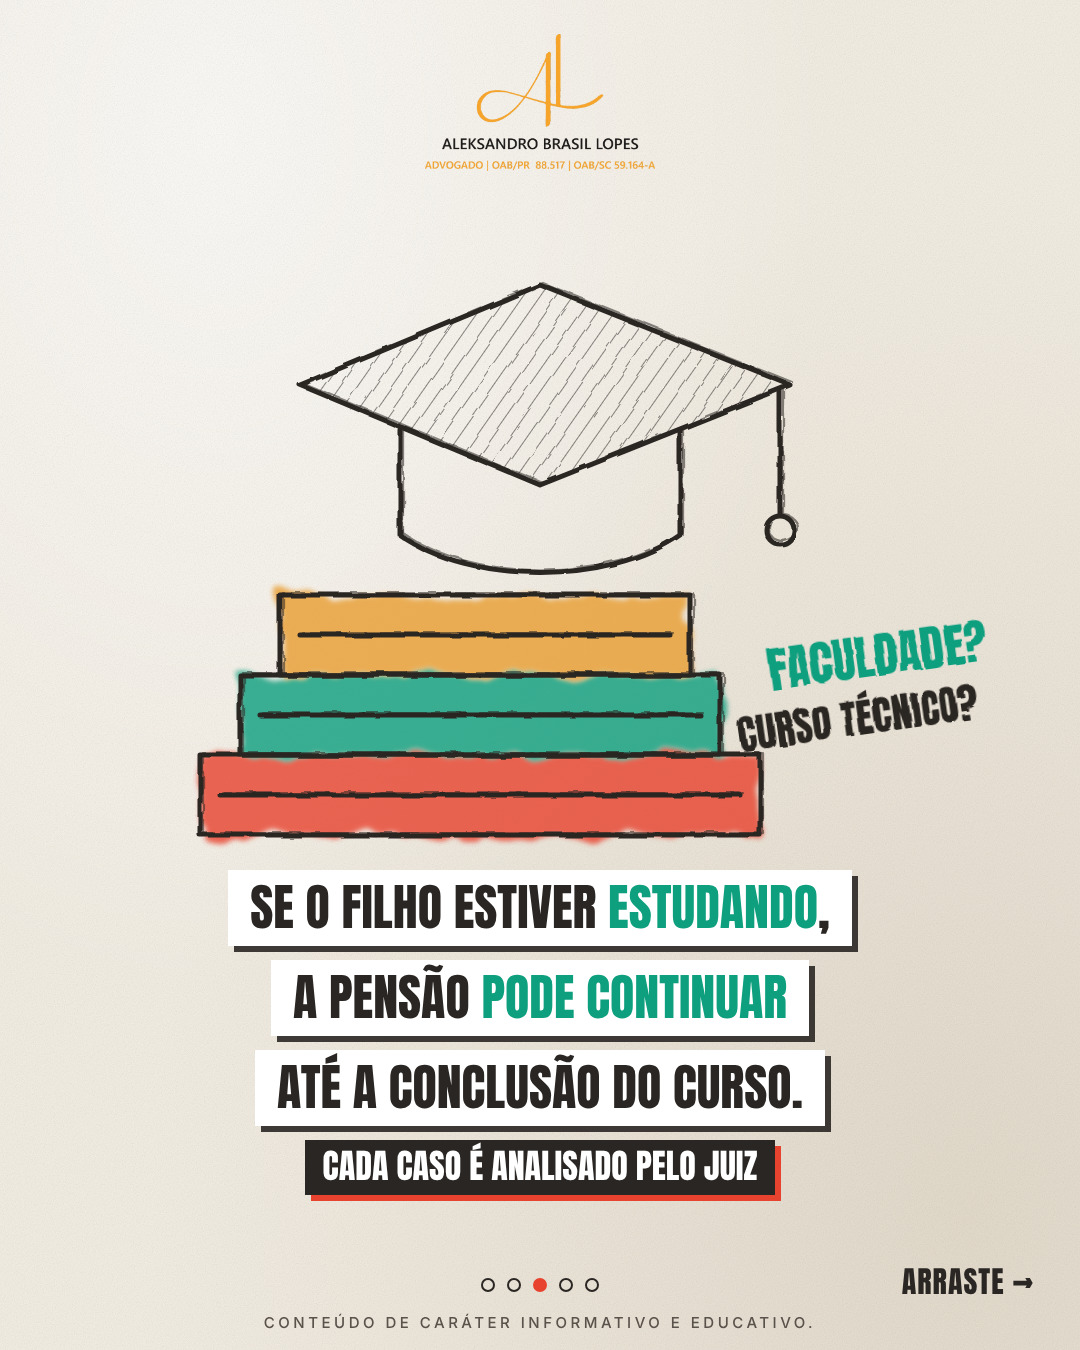 AL
ALEKSANDRO BRASIL LOPES
ADVOGADO | OAB/PR 88.517 | OAB/SC 59.164-A
FACULDADE?
CURSO TÉCNICO?
SE O FILHO ESTIVER ESTUDANDO,
A PENSÃO PODE CONTINUAR
ATÉ A CONCLUSÃO DO CURSO.
CADA CASO É ANALISADO PELO JUIZ
ARRASTE →
CONTEÚDO DE CARÁTER INFORMATIVO E EDUCATIVO.